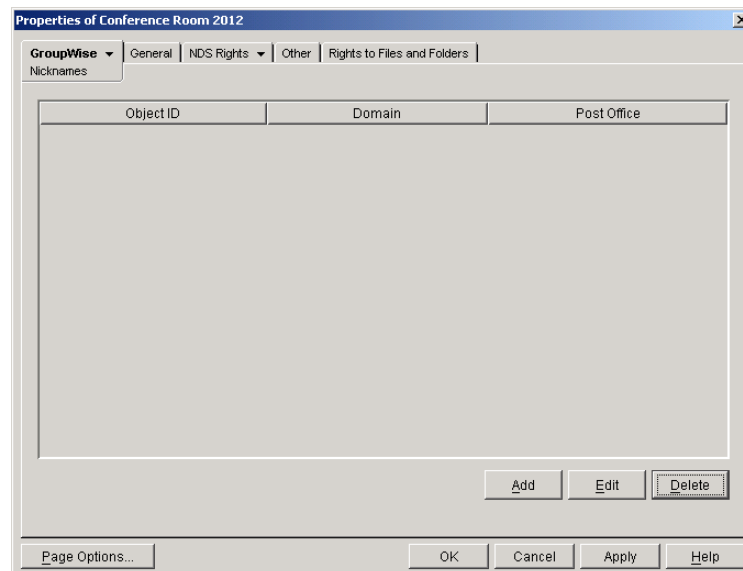 Properties of Conference Room 2012
GroupWise General NDS Rights Other Rights to Files and Folders
Nicknames
Object ID Domain Post Office
Add Edit Delete
Page Options... OK Cancel Apply Help